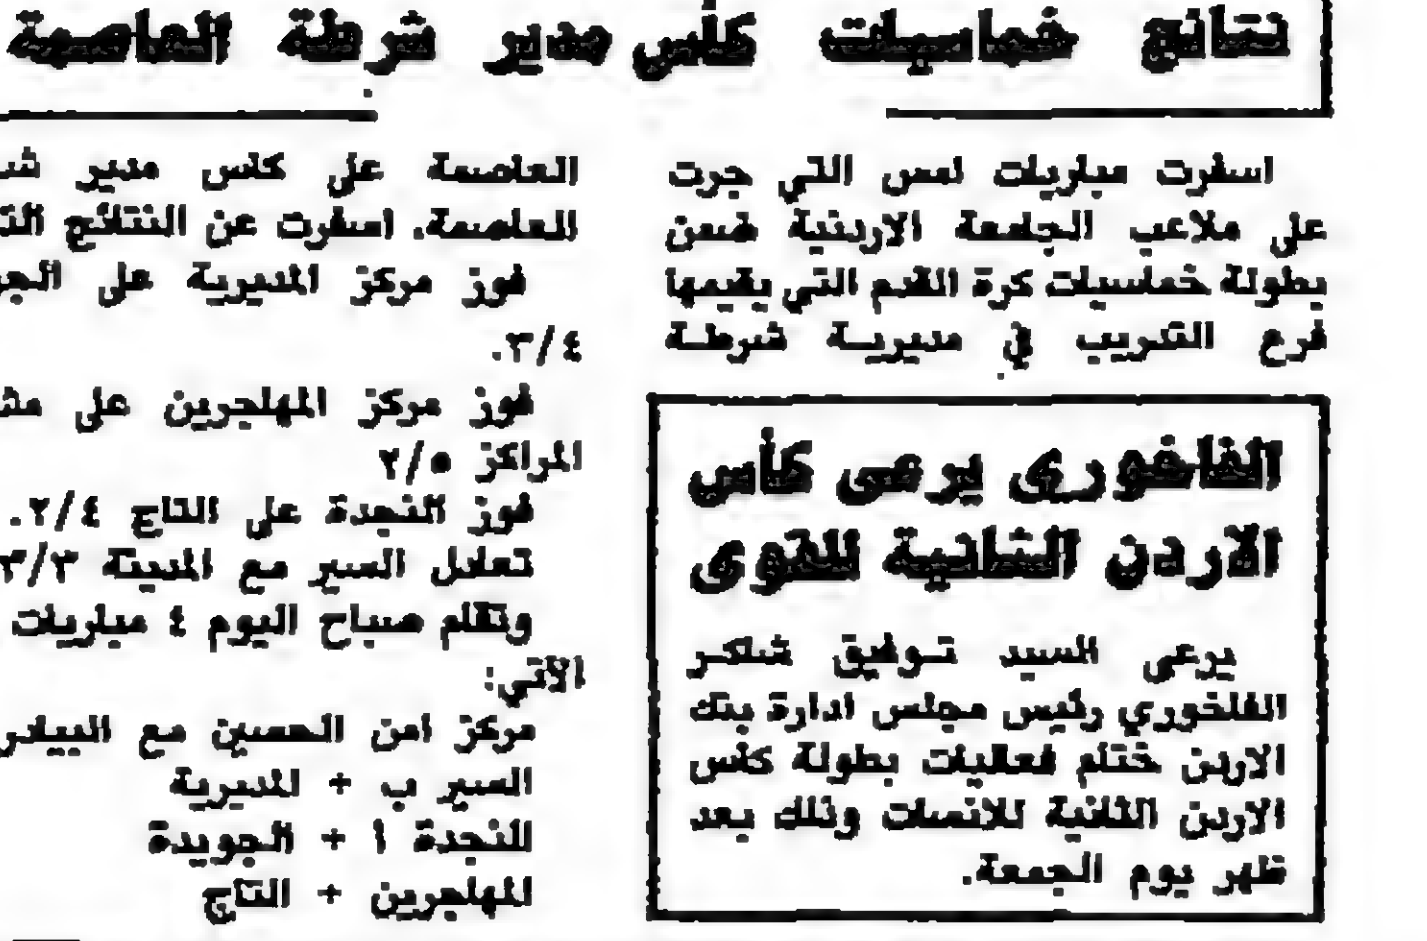 نتائج خماسيات كأس مدير شرطة العاصمة
اسفرت مباريات امس التي جرت
على ملاعب الجامعة الاردنية ضمن
بطولة خماسيات كرة القدم التي يقيمها
فرع التدريب في مديرية شرطة
العاصمة على كاس مدير
العاصمة. اسفرت عن النتائج
فوز مركز المديرية على
٣/٤.
فوز مركز المهاجرين على
المراكز ٢/٥
فوز النجدة على التاج ٢/٤.
تعادل السير مع المدينة ٣/٣
وتقام صباح اليوم ٤ مباريات
الآتي:
مركز امن الحسين مع
السير ب + المديرية
النجدة أ + الجويدة
المهاجرين + التاج
الفاخوري يرعى كأس
الاردن الثانية للقوى
يرعى السيد توفيق شاكر
الفاخوري رئيس مجلس ادارة بنك
الاردن ختام فعاليات بطولة كأس
الاردن الثانية للانسات وذلك بعد
ظهر يوم الجمعة.